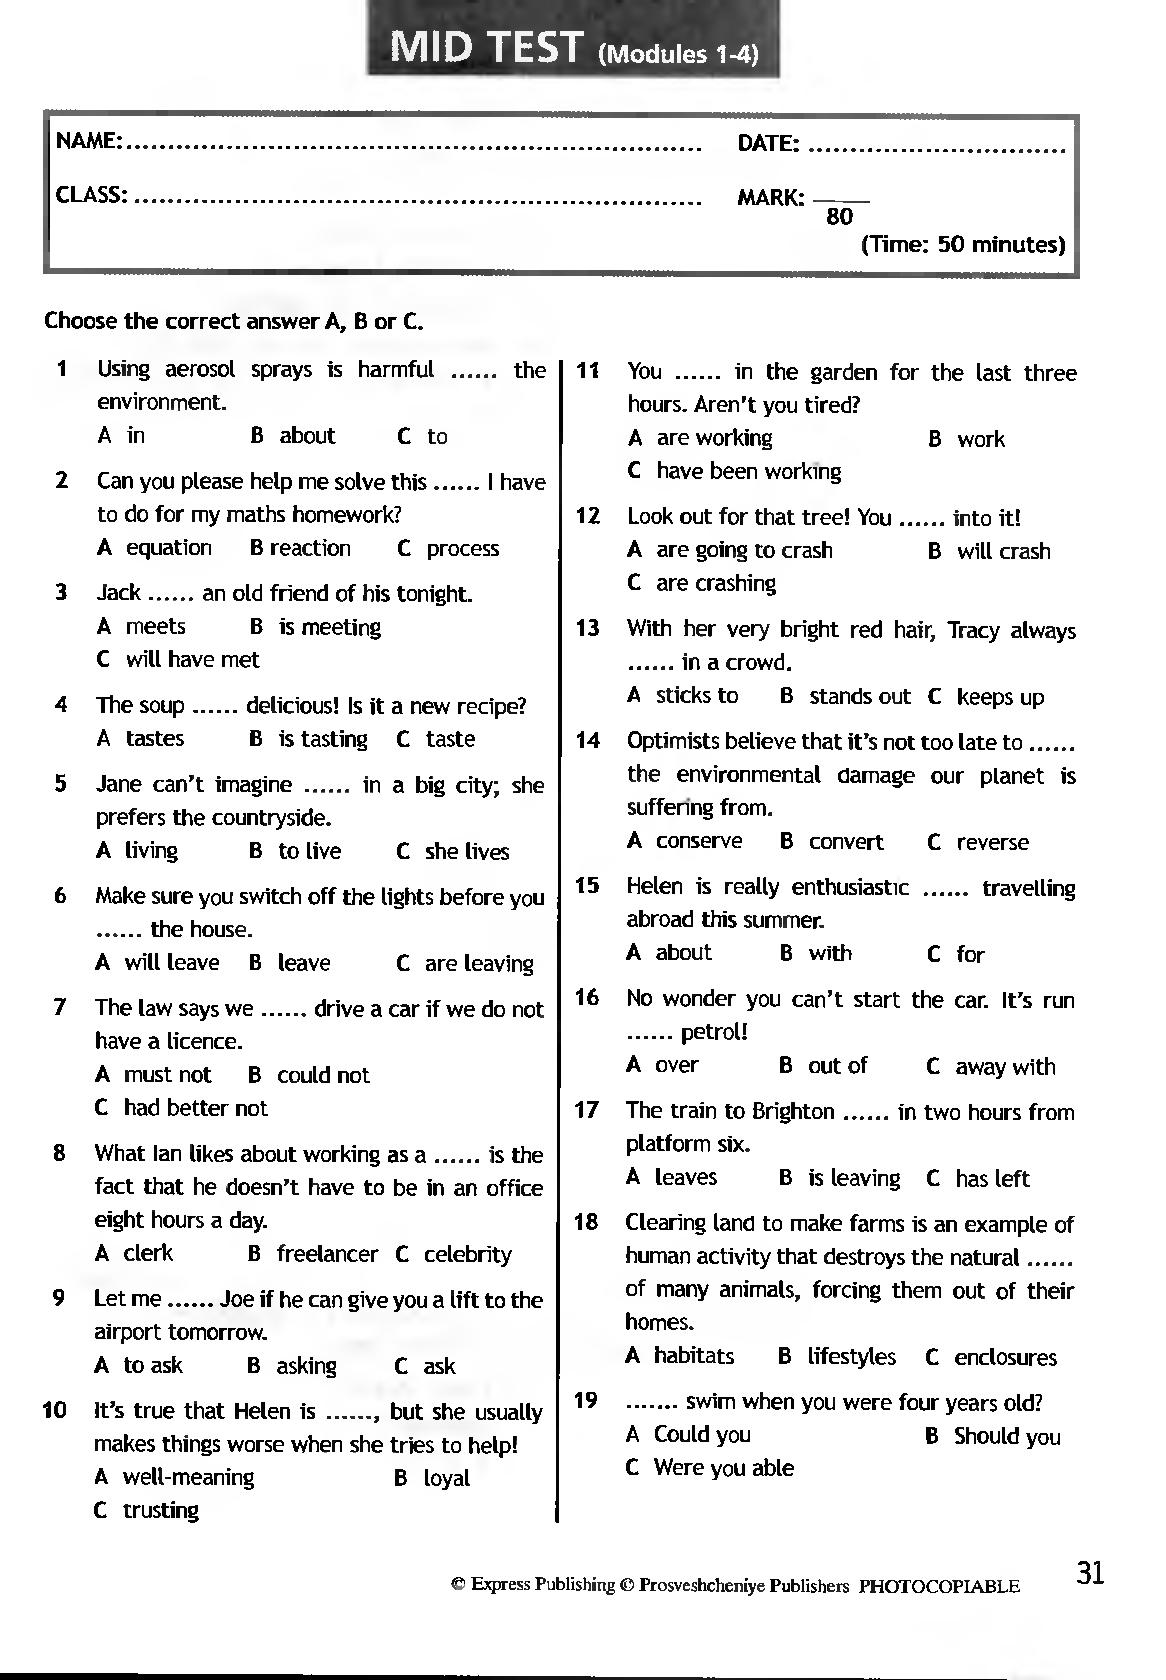 MID TEST (Modules 1-4)
NAME:....................................................................
DATE: ...............................
CLASS: ....................................................................
MARK: ____
80
(Time: 50 minutes)
Choose the correct answer A, B or C.
1 Using aerosol sprays is harmful ...... the
environment.
A in B about C to
2 Can you please help me solve this ...... I have
to do for my maths homework?
A equation B reaction C process
3 Jack ...... an old friend of his tonight.
A meets B is meeting
C will have met
4 The soup ...... delicious! Is it a new recipe?
A tastes B is tasting C taste
5 Jane can't imagine ...... in a big city; she
prefers the countryside.
A living B to live C she lives
6 Make sure you switch off the lights before you
...... the house.
A will leave B leave C are leaving
7 The law says we ...... drive a car if we do not
have a licence.
A must not B could not
C had better not
8 What Ian likes about working as a ...... is the
fact that he doesn't have to be in an office
eight hours a day.
A clerk B freelancer C celebrity
9 Let me ...... Joe if he can give you a lift to the
airport tomorrow.
A to ask B asking C ask
10 It's true that Helen is ......, but she usually
makes things worse when she tries to help!
A well-meaning B loyal
C trusting
11 You ...... in the garden for the last three
hours. Aren't you tired?
A are working B work
C have been working
12 Look out for that tree! You ...... into it!
A are going to crash B will crash
C are crashing
13 With her very bright red hair, Tracy always
...... in a crowd.
A sticks to B stands out C keeps up
14 Optimists believe that it's not too late to ......
the environmental damage our planet is
suffering from.
A conserve B convert C reverse
15 Helen is really enthusiastic ...... travelling
abroad this summer.
A about B with C for
16 No wonder you can't start the car. It's run
...... petrol!
A over B out of C away with
17 The train to Brighton ...... in two hours from
platform six.
A leaves B is leaving C has left
18 Clearing land to make farms is an example of
human activity that destroys the natural ......
of many animals, forcing them out of their
homes.
A habitats B lifestyles C enclosures
19 ....... swim when you were four years old?
A Could you B Should you
C Were you able
© Express Publishing © Prosveshcheniye Publishers PHOTOCOPIABLE
31